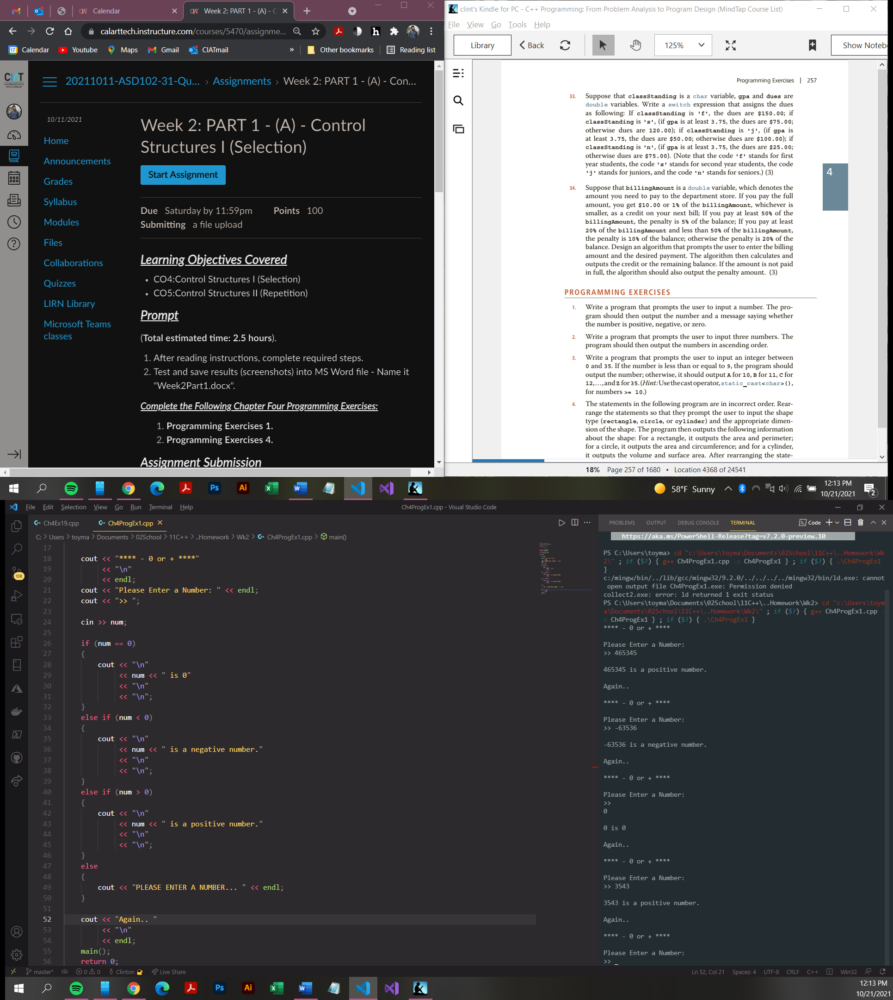 Calendar
Week 2: PART 1 - (A) - C
calarttech.instructure.com/courses/5470/assignme...
Calendar
Youtube
Maps
Gmail
CIATmail
»
Other bookmarks
Reading list
CIAT
20211011-ASD102-31-Qu... › Assignments › Week 2: PART 1 - (A) - Con...
10/11/2021
Home
Announcements
Grades
Syllabus
Modules
Files
Collaborations
Quizzes
LIRN Library
Microsoft Teams
classes
Week 2: PART 1 - (A) - Control
Structures I (Selection)
Start Assignment
Due Saturday by 11:59pm Points 100
Submitting a file upload
Learning Objectives Covered
• CO4:Control Structures I (Selection)
• CO5:Control Structures II (Repetition)
Prompt
(Total estimated time: 2.5 hours).
1. After reading instructions, complete required steps.
2. Test and save results (screenshots) into MS Word file - Name it
"Week2Part1.docx".
Complete the Following Chapter Four Programming Exercises:
1. Programming Exercises 1.
2. Programming Exercises 4.
Assignment Submission
clint's Kindle for PC - C++ Programming: From Problem Analysis to Program Design (MindTap Course List)
File View Go Tools Help
Library
Back
125%
Show Noteb
Programming Exercises | 257
33. Suppose that classStanding is a char variable, gpa and dues are
double variables. Write a switch expression that assigns the dues
as following: If classStanding is 'f', the dues are $150.00; if
classStanding is 's', (if gpa is at least 3.75, the dues are $75.00;
otherwise dues are 120.00); if classStanding is 'j', (if gpa is
at least 3.75, the dues are $50.00; otherwise dues are $100.00); if
classStanding is 'n', (if gpa is at least 3.75, the dues are $25.00;
otherwise dues are $75.00). (Note that the code 'f' stands for first
year students, the code 's' stands for second year students, the code
'j' stands for juniors, and the code 'n' stands for seniors.) (3)
4
34. Suppose that billingAmount is a double variable, which denotes the
amount you need to pay to the department store. If you pay the full
amount, you get $10.00 or 1% of the billingAmount, whichever is
smaller, as a credit on your next bill; If you pay at least 50% of the
billingAmount, the penalty is 5% of the balance; If you pay at least
20% of the billingAmount and less than 50% of the billingAmount,
the penalty is 10% of the balance; otherwise the penalty is 20% of the
balance. Design an algorithm that prompts the user to enter the billing
amount and the desired payment. The algorithm then calculates and
outputs the credit or the remaining balance. If the amount is not paid
in full, the algorithm should also output the penalty amount. (3)
PROGRAMMING EXERCISES
1. Write a program that prompts the user to input a number. The pro-
gram should then output the number and a message saying whether
the number is positive, negative, or zero.
2. Write a program that prompts the user to input three numbers. The
program should then output the numbers in ascending order.
3. Write a program that prompts the user to input an integer between
0 and 35. If the number is less than or equal to 9, the program should
output the number; otherwise, it should output A for 10, B for 11, C for
12,…, and Z for 35. (Hint: Use the cast operator, static_cast<char>(),
for numbers >= 10.)
4. The statements in the following program are in incorrect order. Rear-
range the statements so that they prompt the user to input the shape
type (rectangle, circle, or cylinder) and the appropriate dimen-
sion of the shape. The program then outputs the following information
about the shape: For a rectangle, it outputs the area and perimeter;
for a circle, it outputs the area and circumference; and for a cylinder,
it outputs the volume and surface area. After rearranging the state-
18% Page 257 of 1680 • Location 4368 of 24541
58°F Sunny
12:13 PM
10/21/2021
2
File Edit Selection View Go Run Terminal Help
Ch4ProgEx1.cpp - Visual Studio Code
Ch4Ex19.cpp
Ch4ProgEx1.cpp
C: > Users > toyma > Documents > 02School > 11C++ > ..Homework > Wk2 > Ch4ProgEx1.cpp > main()
10K
17
18 cout << "**** - 0 or + ****"
19 << "\n"
20 << endl;
21 cout << "Please Enter a Number: " << endl;
22 cout << ">> ";
23
24 cin >> num;
25
26 if (num == 0)
27 {
28 cout << "\n"
29 << num << " is 0"
30 << "\n"
31 << "\n";
32 }
33 else if (num < 0)
34 {
35 cout << "\n"
36 << num << " is a negative number."
37 << "\n"
38 << "\n";
39 }
40 else if (num > 0)
41 {
42 cout << "\n"
43 << num << " is a positive number."
44 << "\n"
45 << "\n";
46 }
47 else
48 {
49 cout << "PLEASE ENTER A NUMBER... " << endl;
50 }
51
52 cout << "Again.. "
53 << "\n"
54 << endl;
55 main();
56 return 0;
PROBLEMS OUTPUT DEBUG CONSOLE TERMINAL
Code
https://aka.ms/PowerShell-Release?tag=v7.2.0-preview.10
PS C:\Users\toyma> cd "c:\Users\toyma\Documents\02School\11C++\..Homework\Wk
2\" ; if ($?) { g++ Ch4ProgEx1.cpp -o Ch4ProgEx1 } ; if ($?) { .\Ch4ProgEx1
}
c:/mingw/bin/../lib/gcc/mingw32/9.2.0/../../../../mingw32/bin/ld.exe: cannot
open output file Ch4ProgEx1.exe: Permission denied
collect2.exe: error: ld returned 1 exit status
PS C:\Users\toyma\Documents\02School\11C++\..Homework\Wk2> cd "c:\Users\toym
a\Documents\02School\11C++\..Homework\Wk2\" ; if ($?) { g++ Ch4ProgEx1.cpp -
o Ch4ProgEx1 } ; if ($?) { .\Ch4ProgEx1 }
**** - 0 or + ****
Please Enter a Number:
>> 465345
465345 is a positive number.
Again..
**** - 0 or + ****
Please Enter a Number:
>> -63536
-63536 is a negative number.
Again..
**** - 0 or + ****
Please Enter a Number:
>>
0
0 is 0
Again..
**** - 0 or + ****
Please Enter a Number:
>> 3543
3543 is a positive number.
Again..
**** - 0 or + ****
Please Enter a Number:
>> _
master*
0 0
Clinton
Live Share
Ln 52, Col 21 Spaces: 4 UTF-8 CRLF C++ Win32
12:13 PM
10/21/2021